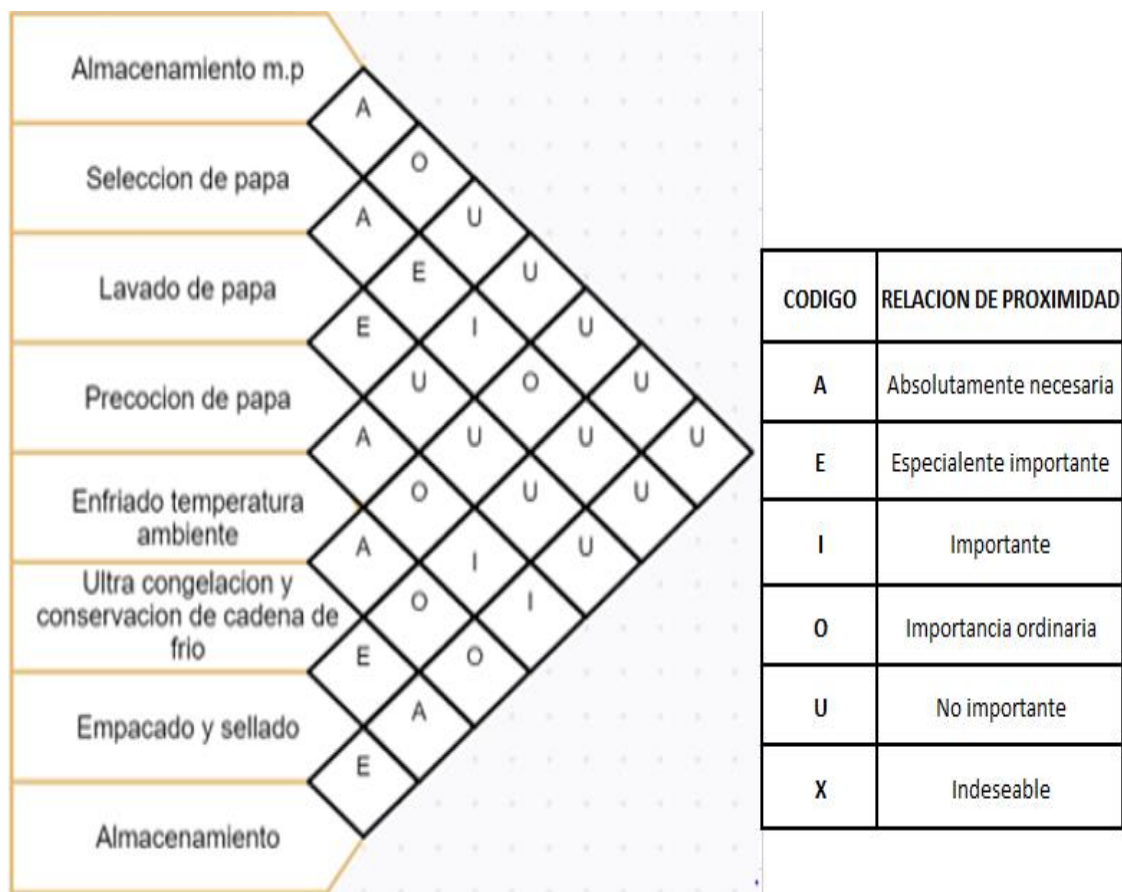 Almacenamiento m.p
Seleccion de papa
Lavado de papa
Precocion de papa
Enfriado temperatura
ambiente
Ultra congelacion y
conservacion de cadena de
frio
Empacado y sellado
Almacenamiento
A
O
A
U
E
U
E
I
U
U
O
U
A
U
U
U
O
U
U
A
I
U
O
I
E
O
A
E
CODIGO RELACION DE PROXIMIDAD
A Absolutamente necesaria
E Especialente importante
I Importante
O Importancia ordinaria
U No importante
X Indeseable